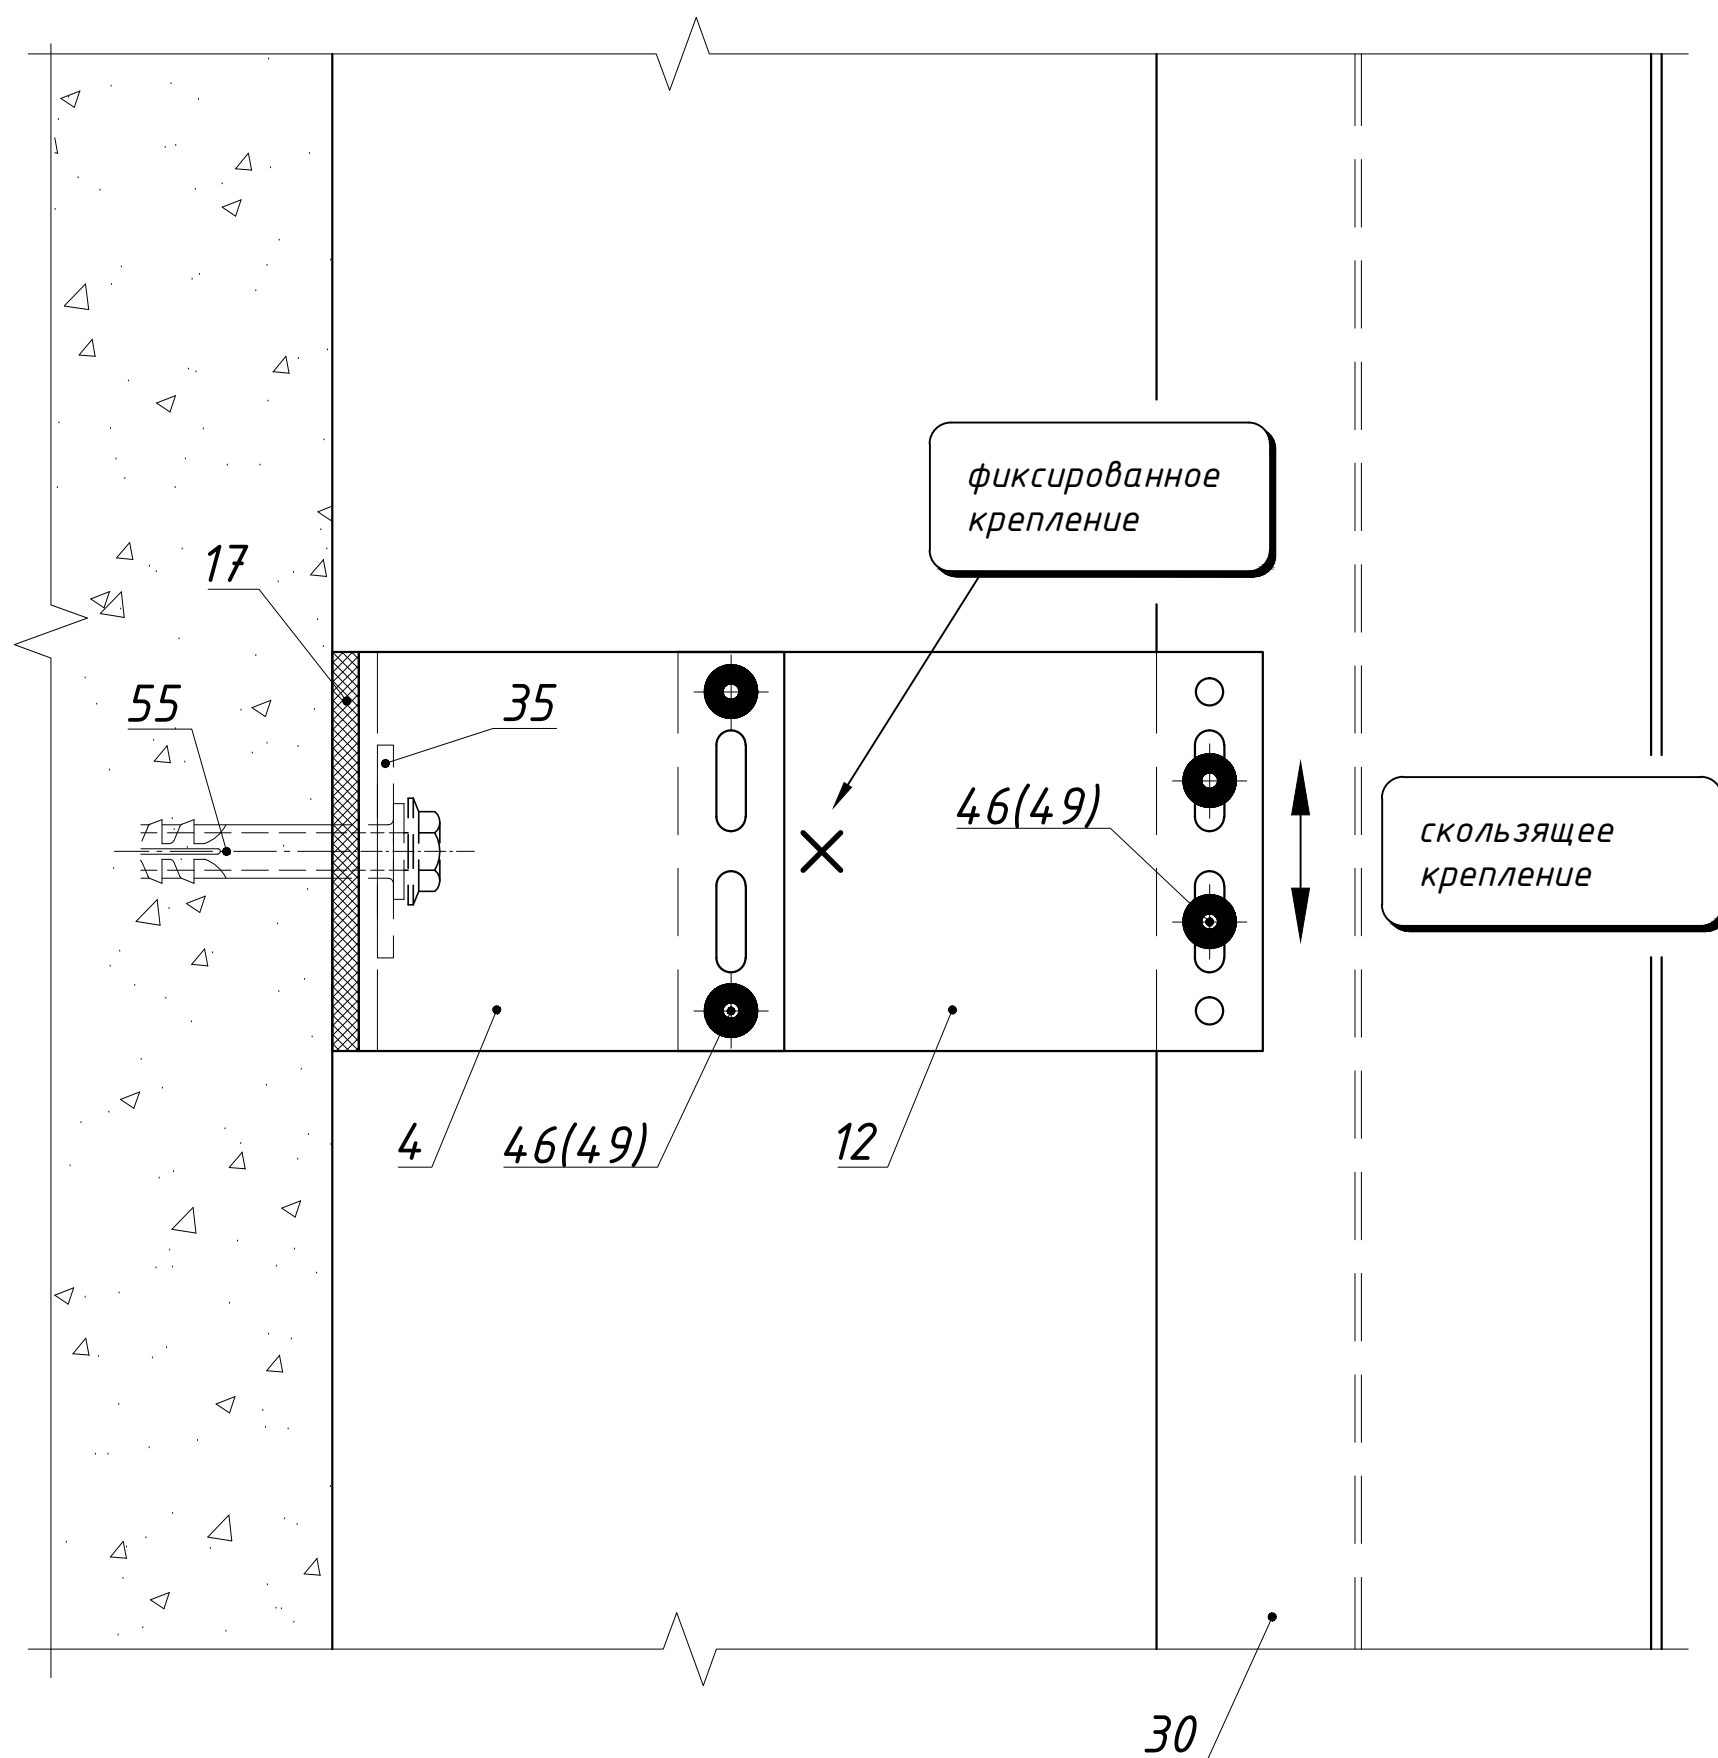 фиксированное
крепление
17
55
35
46(49)
скользящее
крепление
4
46(49)
12
30